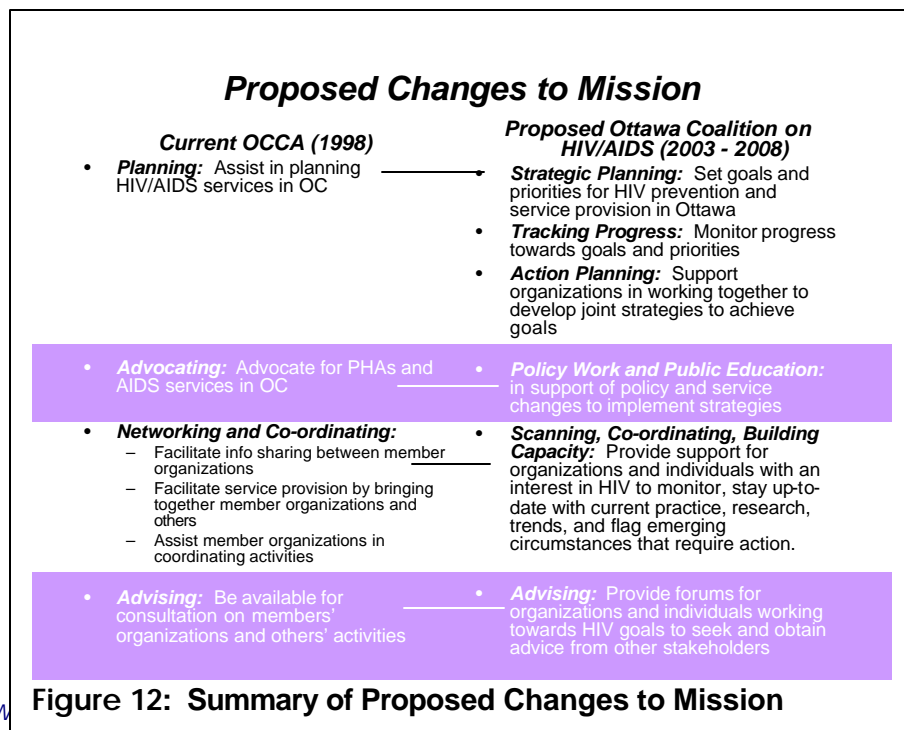 Proposed Changes to Mission
Current OCCA (1998)
• Planning: Assist in planning
HIV/AIDS services in OC
Proposed Ottawa Coalition on
HIV/AIDS (2003 - 2008)
• Strategic Planning: Set goals and
priorities for HIV prevention and
service provision in Ottawa
• Tracking Progress: Monitor progress
towards goals and priorities
• Action Planning: Support
organizations in working together to
develop joint strategies to achieve
goals
• Advocating: Advocate for PHAs and
AIDS services in OC
• Policy Work and Public Education:
in support of policy and service
changes to implement strategies
• Networking and Co-ordinating:
– Facilitate info sharing between member
organizations
– Facilitate service provision by bringing
together member organizations and
others
– Assist member organizations in
coordinating activities
• Scanning, Co-ordinating, Building
Capacity: Provide support for
organizations and individuals with an
interest in HIV to monitor, stay up-to-
date with current practice, research,
trends, and flag emerging
circumstances that require action.
• Advising: Be available for
consultation on members'
organizations and others' activities
• Advising: Provide forums for
organizations and individuals working
towards HIV goals to seek and obtain
advice from other stakeholders
Figure 12: Summary of Proposed Changes to Mission